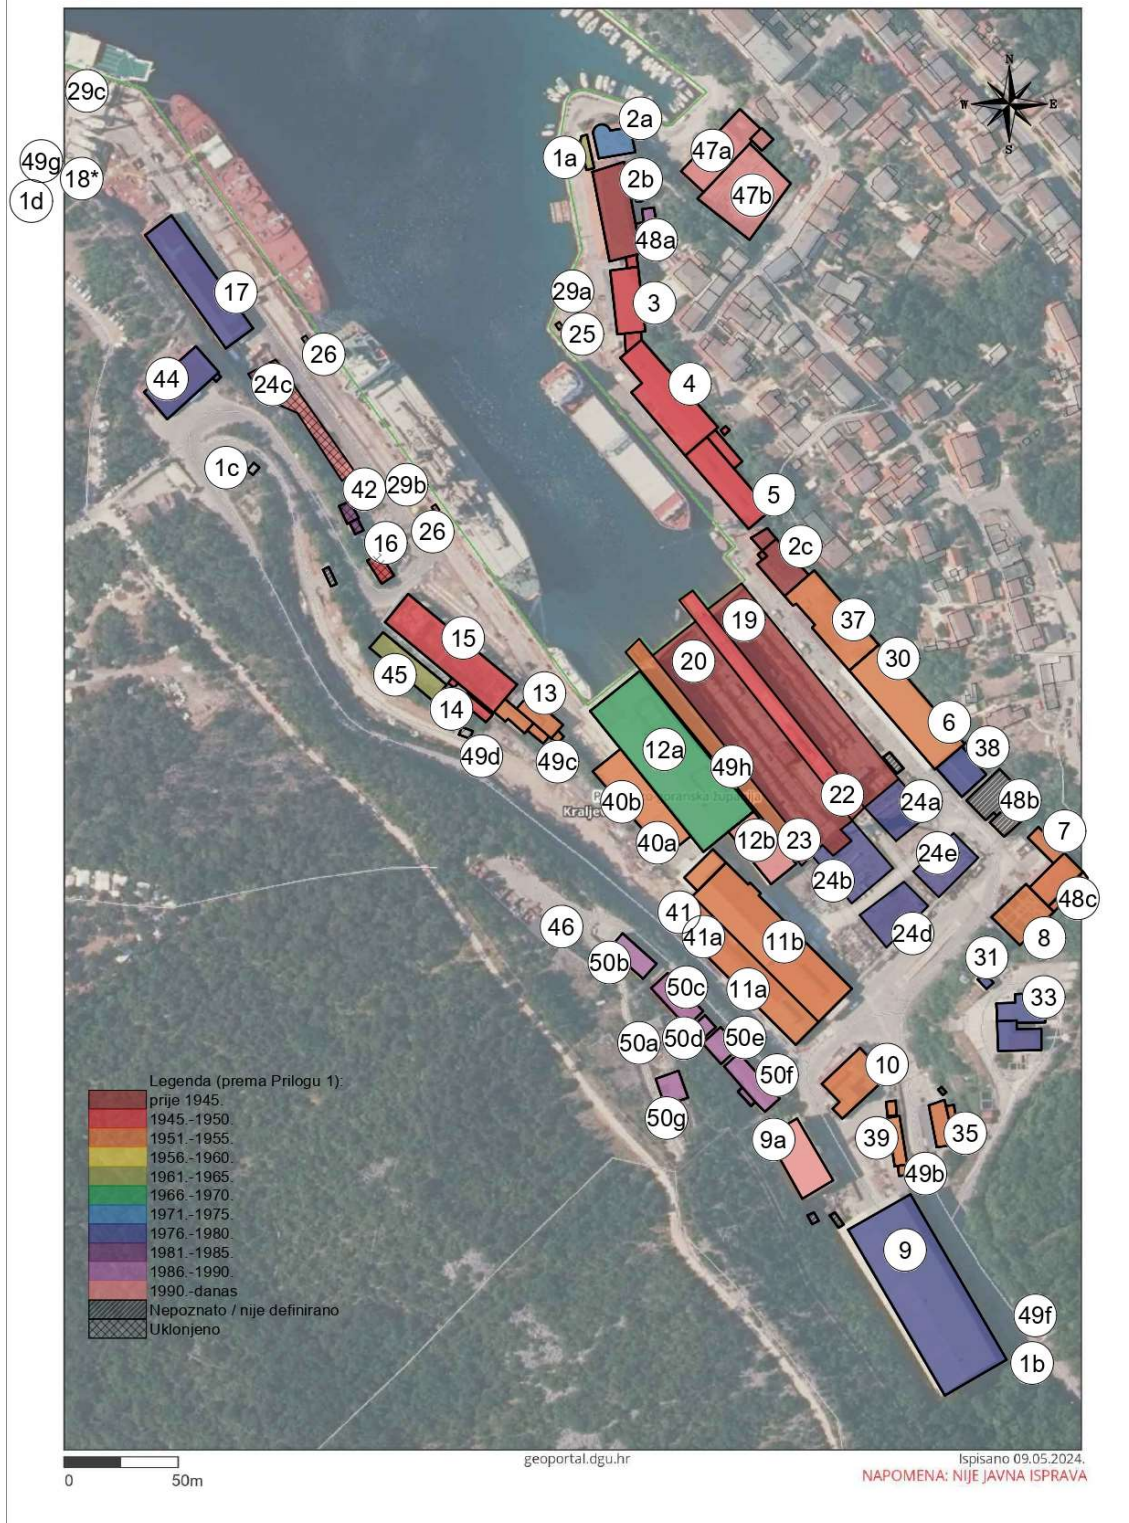 N
W
E
S
29c
49g
18*
1d
2a
1a
47a
2b
47b
48a
17
29a
3
25
26
44
24c
4
1c
42
29b
5
16
26
2c
15
19
37
45
20
30
14
13
6
12a
38
49d
49c
49h
40b
22
24a
48b
Kralje
40a
12b
23
7
24e
24b
48c
46
41
41a
11b
24d
8
50b
31
50c
11a
33
50a
50d
50e
10
50f
50g
9a
39
35
49b
9
49f
1b
Legenda (prema Prilogu 1):
prije 1945.
1945.-1950.
1951.-1955.
1956.-1960.
1961.-1965.
1966.-1970.
1971.-1975.
1976.-1980.
1981.-1985.
1986.-1990.
1990.-danas
Nepoznato / nije definirano
Uklonjeno
0 50m
geoportal.dgu.hr
Ispisano 09.05.2024.
NAPOMENA: NIJE JAVNA ISPRAVA